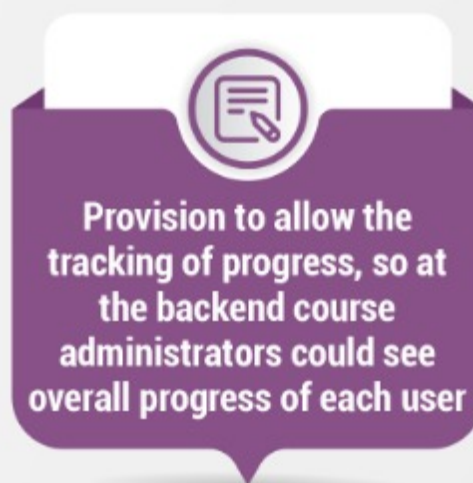 Provision to allow the
tracking of progress, so at
the backend course
administrators could see
overall progress of each user